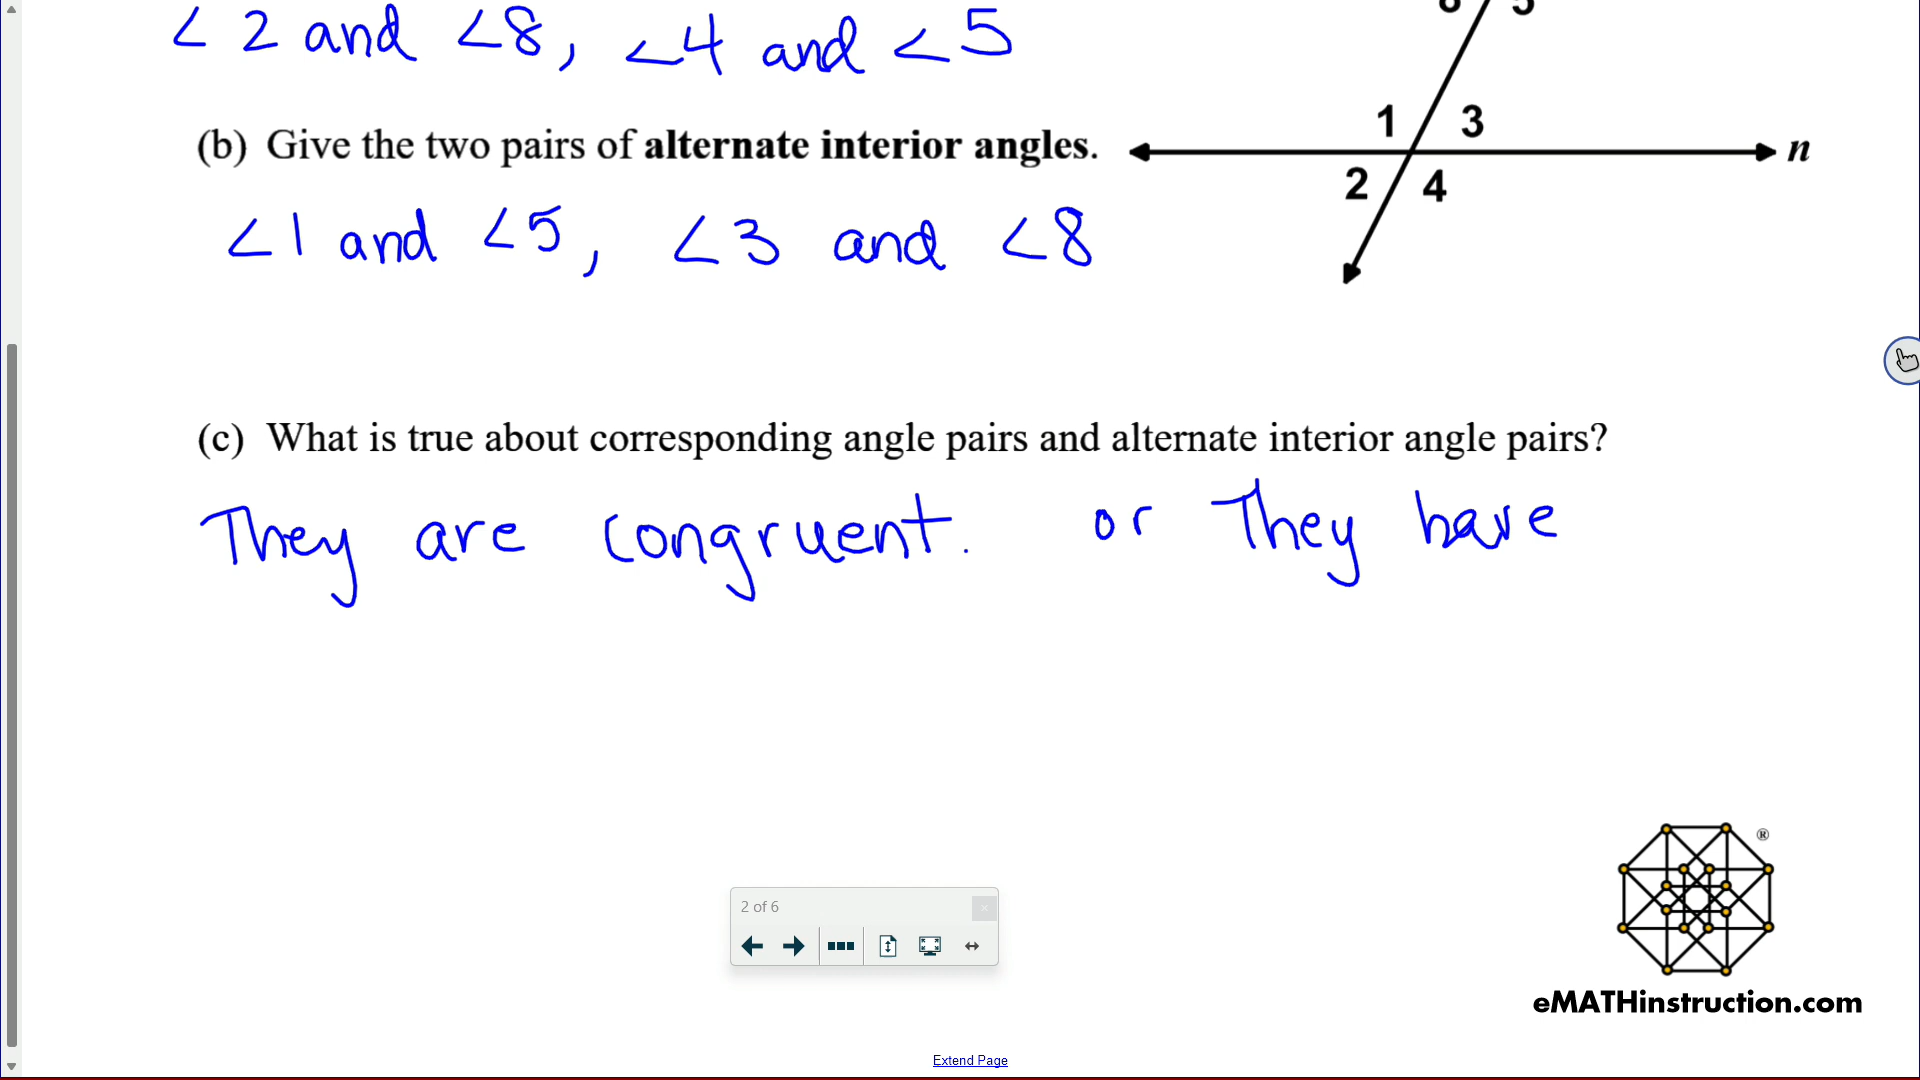 ∠2 and ∠8, ∠4 and ∠5
8 5
(b) Give the two pairs of alternate interior angles.
1 3
n
2 4
∠1 and ∠5, ∠3 and ∠8
(c) What is true about corresponding angle pairs and alternate interior angle pairs?
They are congruent. or They have
®
2 of 6
eMATHinstruction.com
Extend Page